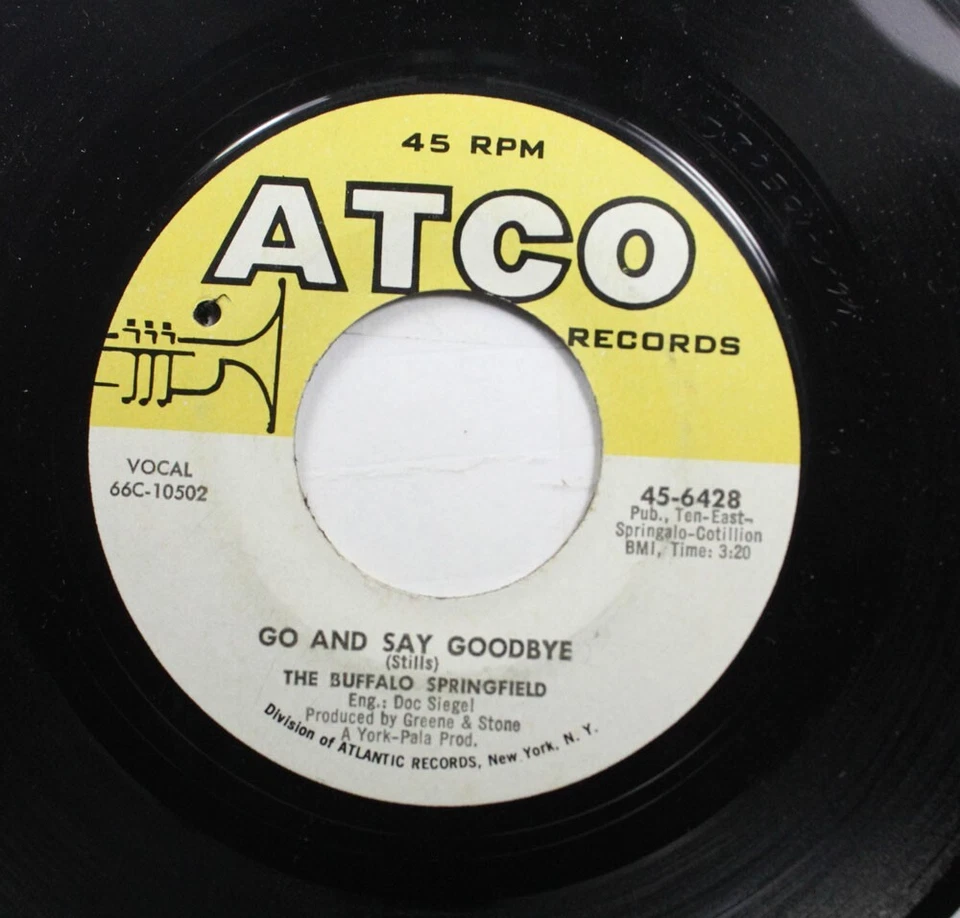 45 RPM
ATCO
RECORDS
VOCAL
66C-10502
45-6428
Pub., Ten-East-
Springalo-Cotillion
BMI, Time: 3:20
GO AND SAY GOODBYE
(Stills)
THE BUFFALO SPRINGFIELD
Eng.: Doc Siegel
Produced by Greene & Stone
A York-Pala Prod.
Division of ATLANTIC RECORDS, New York, N. Y.